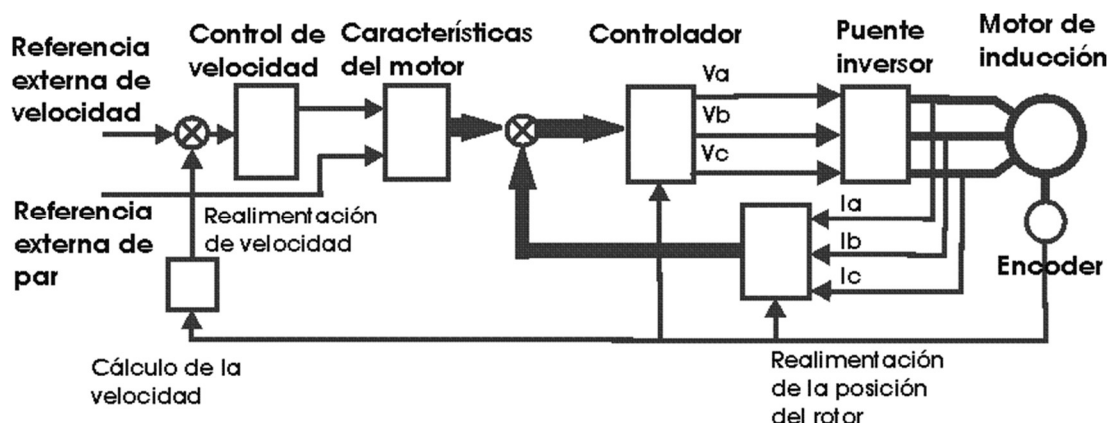 Referencia
externa de
velocidad
Control de
velocidad
Características
del motor
Controlador
Puente
inversor
Motor de
inducción
Va
Vb
Vc
Referencia
externa de
par
Realimentación
de velocidad
Ia
Ib
Ic
Encoder
Cálculo de la
velocidad
Realimentación
de la posición
del rotor